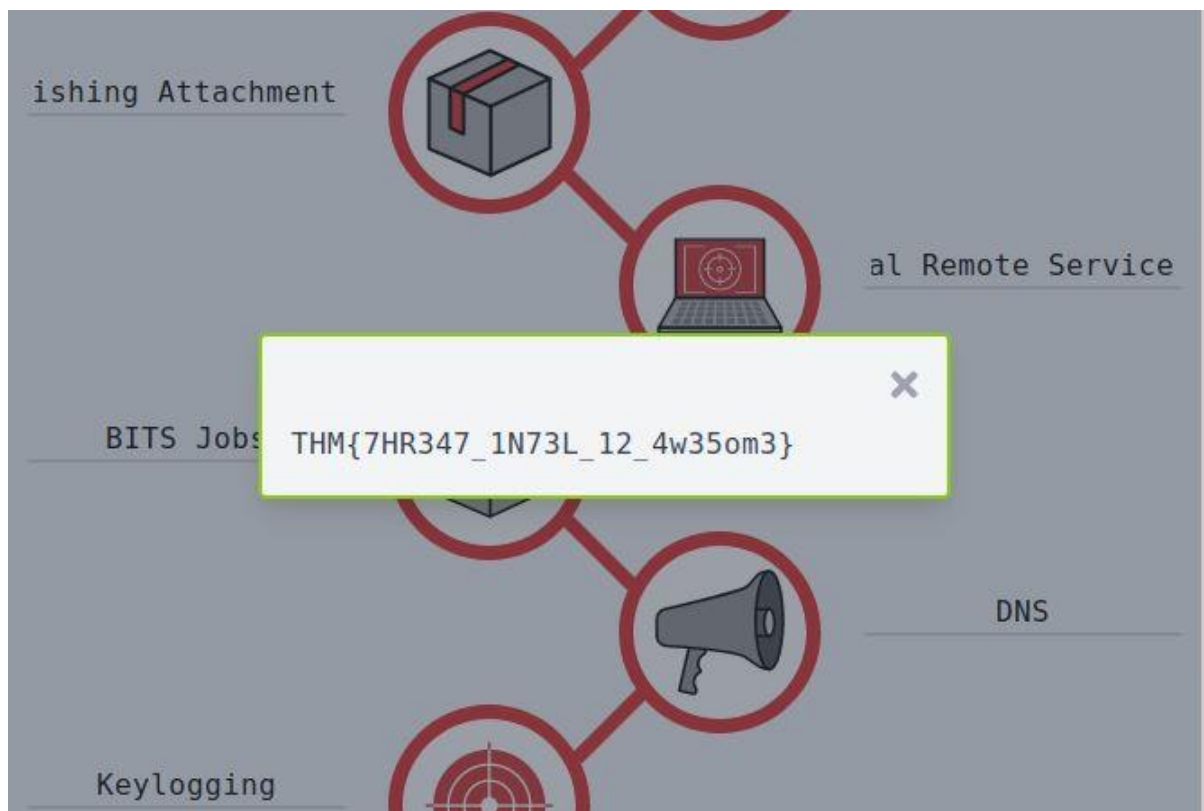 ishing Attachment
al Remote Service
BITS Jobs
THM{7HR347_1N73L_12_4w35om3}
DNS
Keylogging